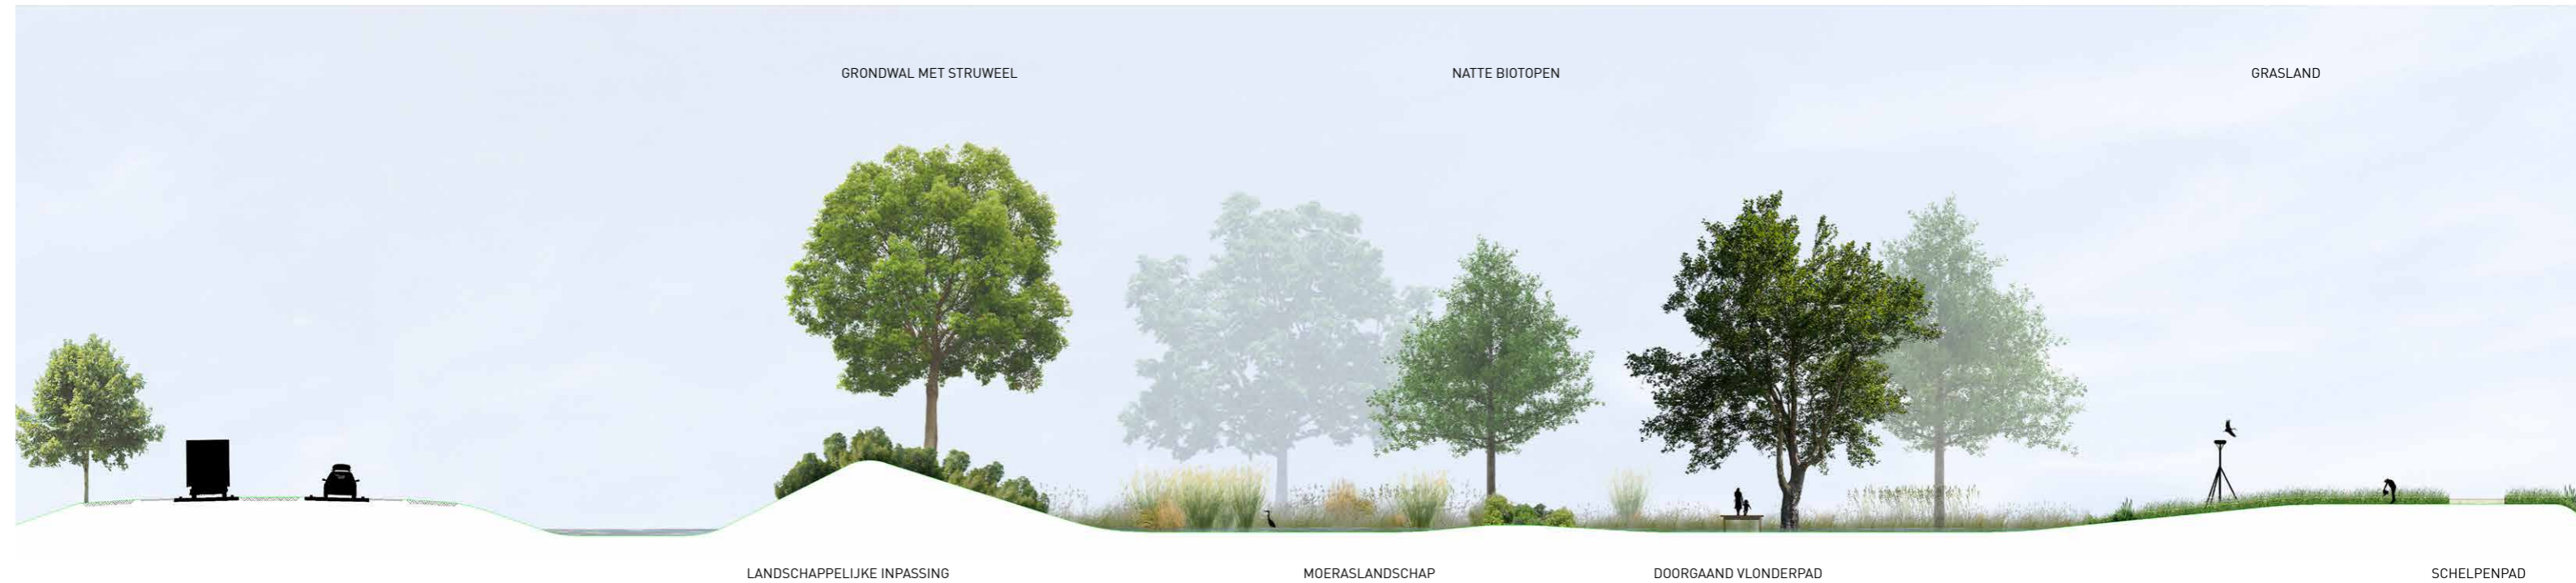 GRONDWAL MET STRUWEEL
NATTE BIOTOPEN
GRASLAND
LANDSCHAPPELIJKE INPASSING
MOERASLANDSCHAP
DOORGAAND VLONDERPAD
SCHELPENPAD